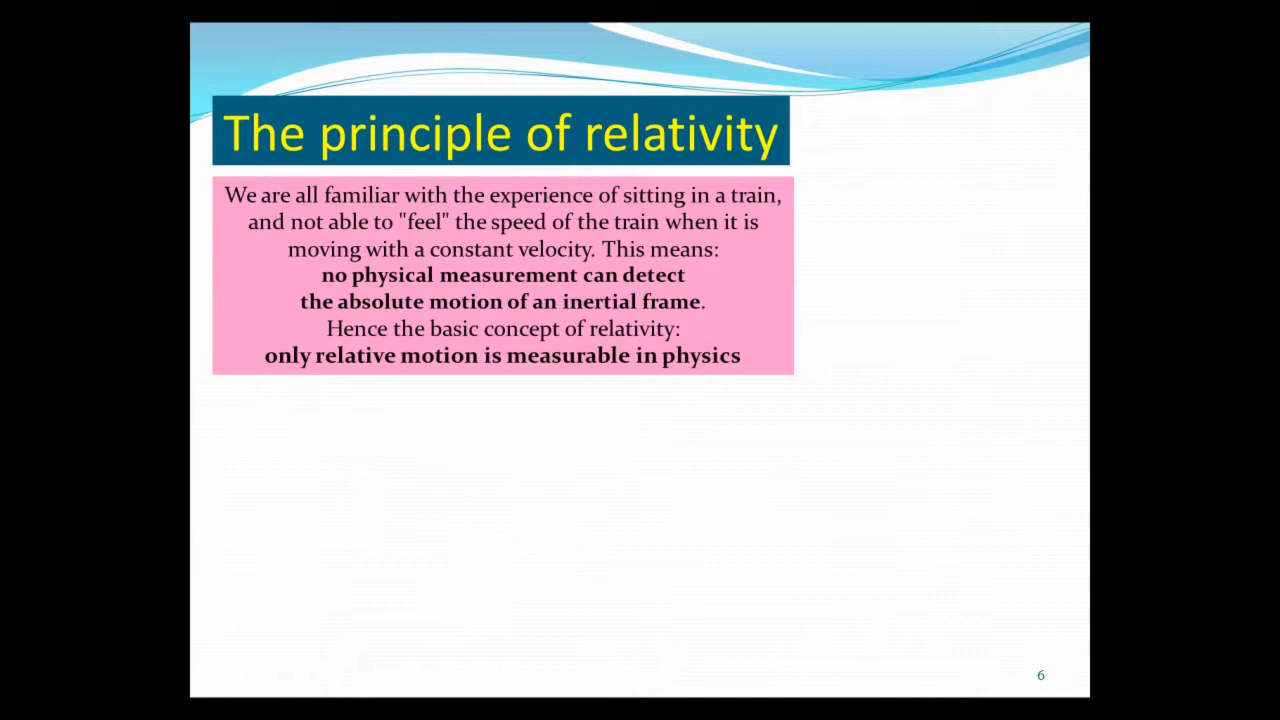 The principle of relativity
We are all familiar with the experience of sitting in a train,
and not able to "feel" the speed of the train when it is
moving with a constant velocity. This means:
no physical measurement can detect
the absolute motion of an inertial frame.
Hence the basic concept of relativity:
only relative motion is measurable in physics
6